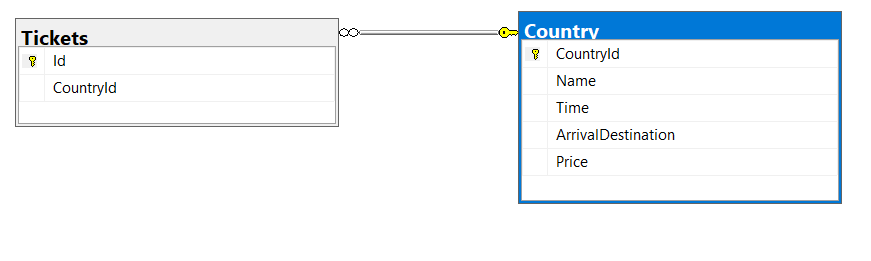 Tickets
Id
CountryId
Country
CountryId
Name
Time
ArrivalDestination
Price